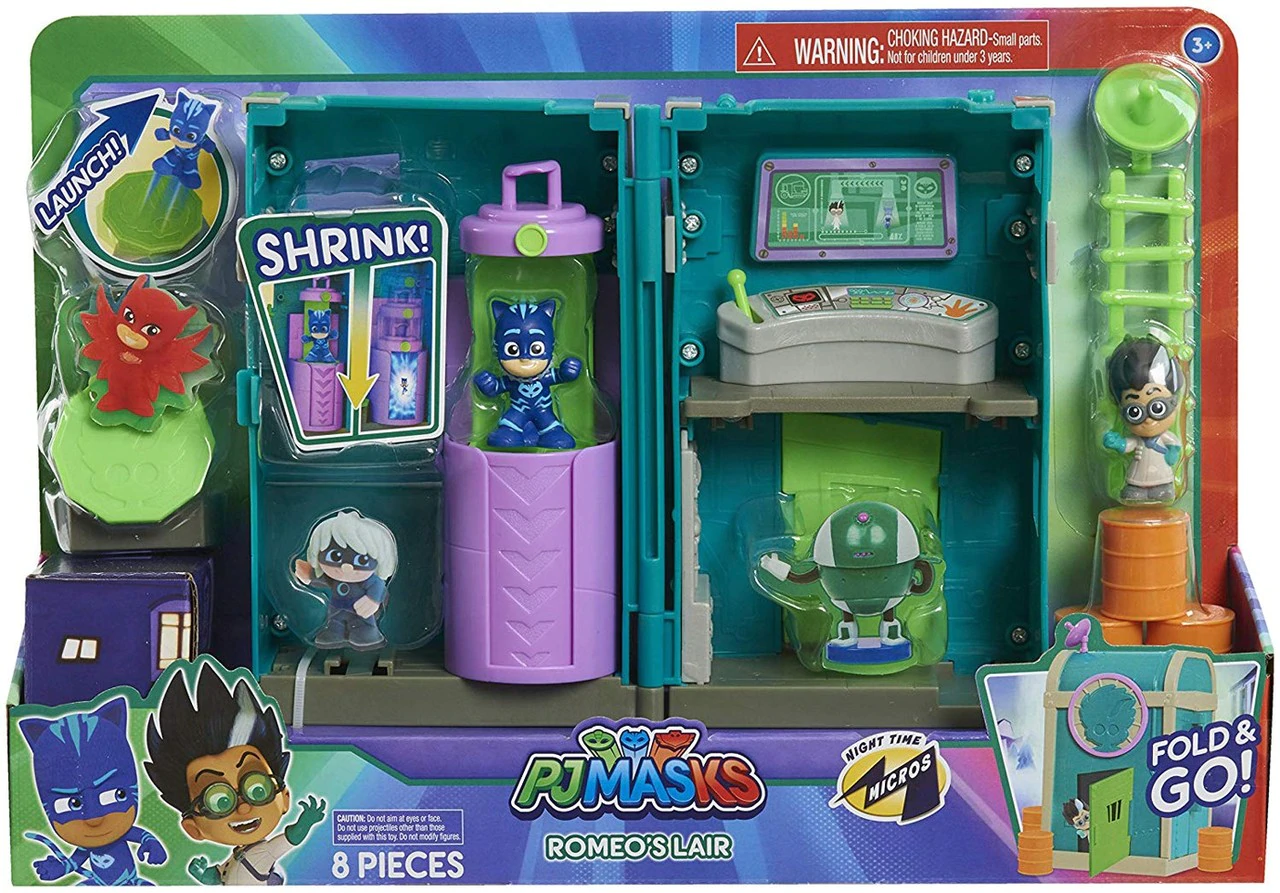 WARNING: CHOKING HAZARD-Small parts.
Not for children under 3 years.
3+
LAUNCH!
SHRINK!
PJMASKS
ROMEO'S LAIR
NIGHT TIME
MICROS
FOLD &
GO!
CAUTION: Do not aim at eyes or face.
Do not use projectiles other than those
supplied with this toy. Do not modify figures.
8 PIECES